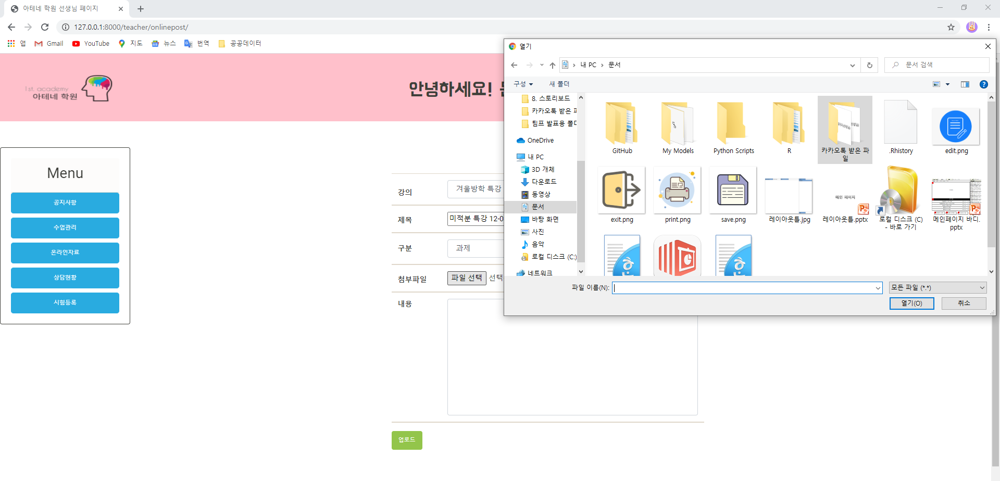 아테네 학원 선생님 페이지
127.0.0.1:8000/teacher/onlinepost/
앱 Gmail YouTube 지도 뉴스 번역 공공데이터
1st. academy
아테네 학원
안녕하세요!
Menu
공지사항
수업관리
온라인자료
상담현황
시험등록
강의 겨울방학 특강
제목 미적분 특강 12-0
구분 과제
첨부파일 파일 선택 선택
내용
업로드
열기
내 PC 문서
문서 검색
구성 새 폴더
8. 스토리보드
카카오톡 받은 파
팀프 발표용 폴더
OneDrive
내 PC
3D 개체
다운로드
동영상
문서
바탕 화면
사진
음악
로컬 디스크 (C:)
네트워크
GitHub My Models Python Scripts R 카카오톡 받은 파일 .Rhistory edit.png
exit.png print.png save.png 레이아웃틀.jpg 레이아웃틀.pptx 로컬 디스크 (C) - 바로 가기 메인페이지 바디.pptx
메인 페이지
파일 이름(N): 모든 파일 (*.*)
열기(O) 취소